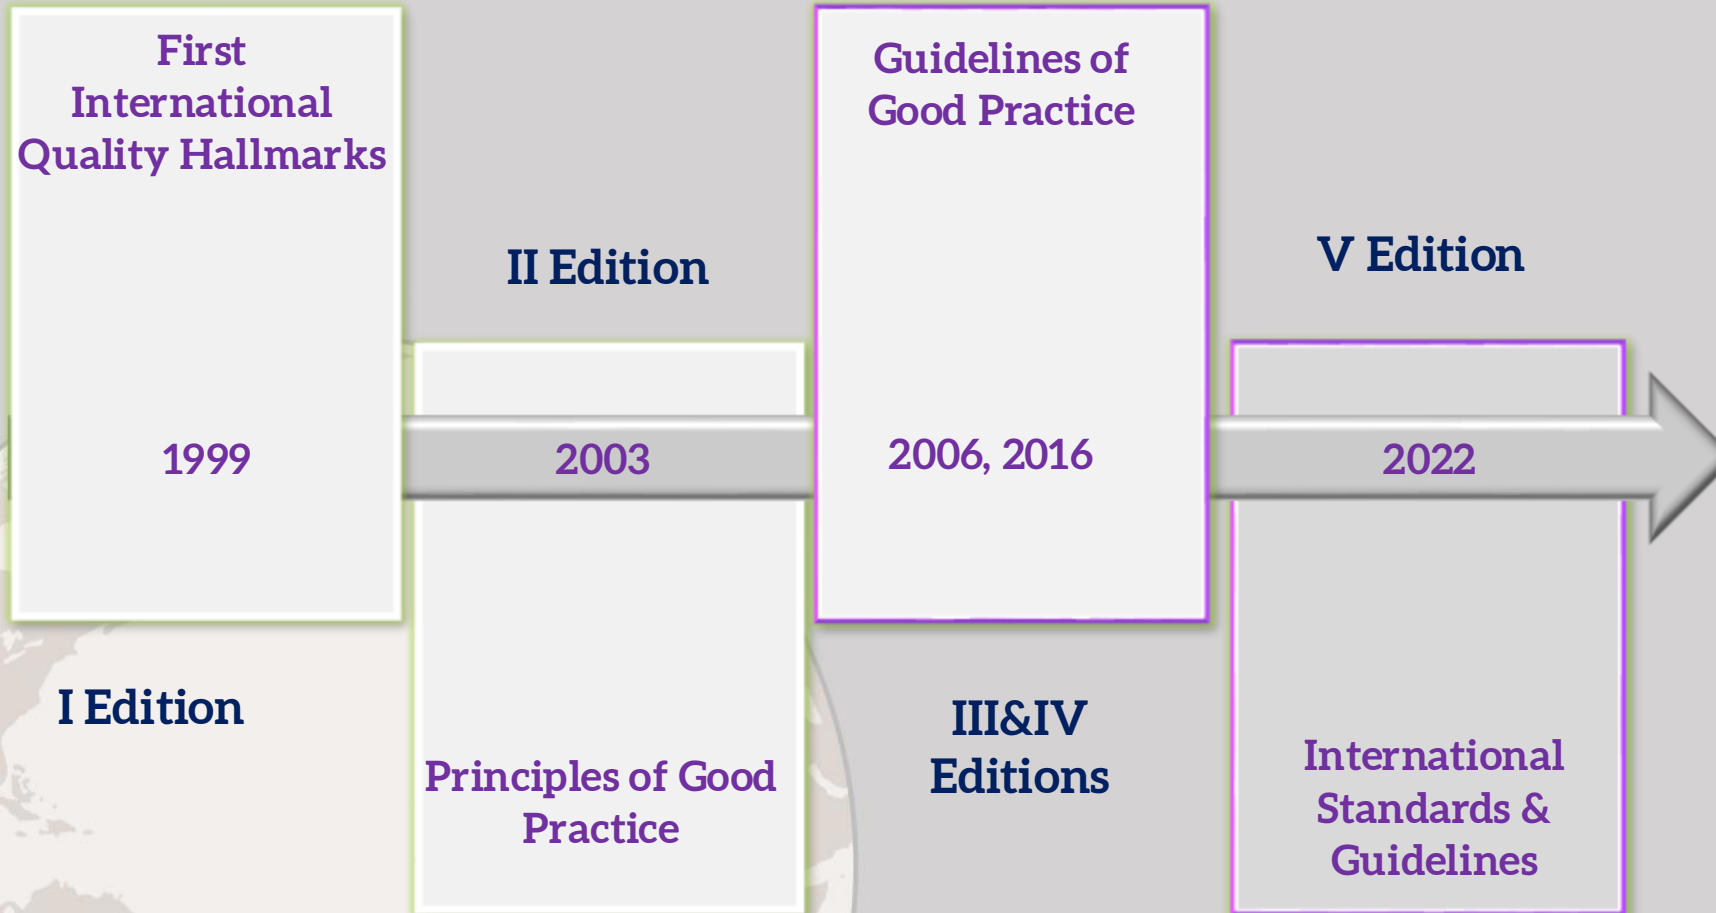 First
International
Quality Hallmarks
1999
I Edition
II Edition
2003
Principles of Good
Practice
Guidelines of
Good Practice
2006, 2016
III&IV
Editions
V Edition
2022
International
Standards &
Guidelines